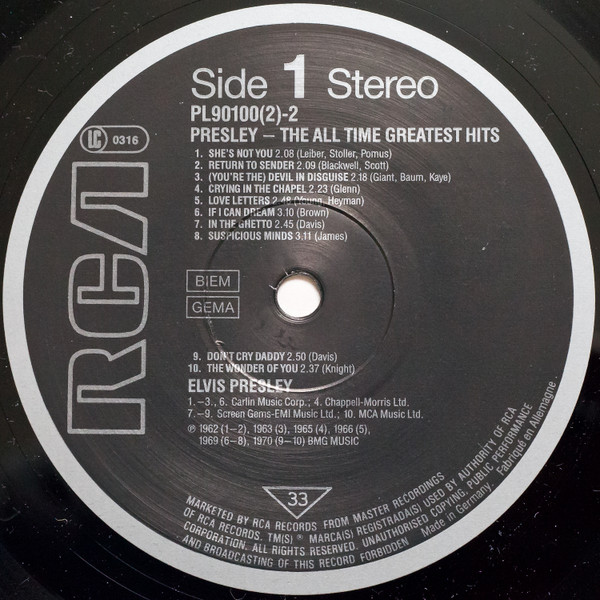 Side 1 Stereo
PL90100(2)-2
PRESLEY – THE ALL TIME GREATEST HITS
LC 0316
RCA
1. SHE'S NOT YOU 2.08 (Leiber, Stoller, Pomus)
2. RETURN TO SENDER 2.09 (Blackwell, Scott)
3. (YOU'RE THE) DEVIL IN DISGUISE 2.18 (Giant, Baum, Kaye)
4. CRYING IN THE CHAPEL 2.23 (Glenn)
5. LOVE LETTERS 2.48 (Young, Heyman)
6. IF I CAN DREAM 3.10 (Brown)
7. IN THE GHETTO 2.45 (Davis)
8. SUSPICIOUS MINDS 3.11 (James)
BIEM
GEMA
9. DON'T CRY DADDY 2.50 (Davis)
10. THE WONDER OF YOU 2.37 (Knight)
ELVIS PRESLEY
1.–3., 6. Carlin Music Corp.; 4. Chappell-Morris Ltd.
7.–9. Screen Gems-EMI Music Ltd.; 10. MCA Music Ltd.
℗ 1962 (1–2), 1963 (3), 1965 (4), 1966 (5),
1969 (6–8), 1970 (9–10) BMG MUSIC
33
MARKETED BY RCA RECORDS FROM MASTER RECORDINGS
OF RCA RECORDS. TM(S) ® MARCA(S) REGISTRADA(S) USED BY AUTHORITY OF RCA
CORPORATION. ALL RIGHTS RESERVED. UNAUTHORISED COPYING, PUBLIC PERFORMANCE
AND BROADCASTING OF THIS RECORD FORBIDDEN Made in Germany. Fabriqué en Allemagne.